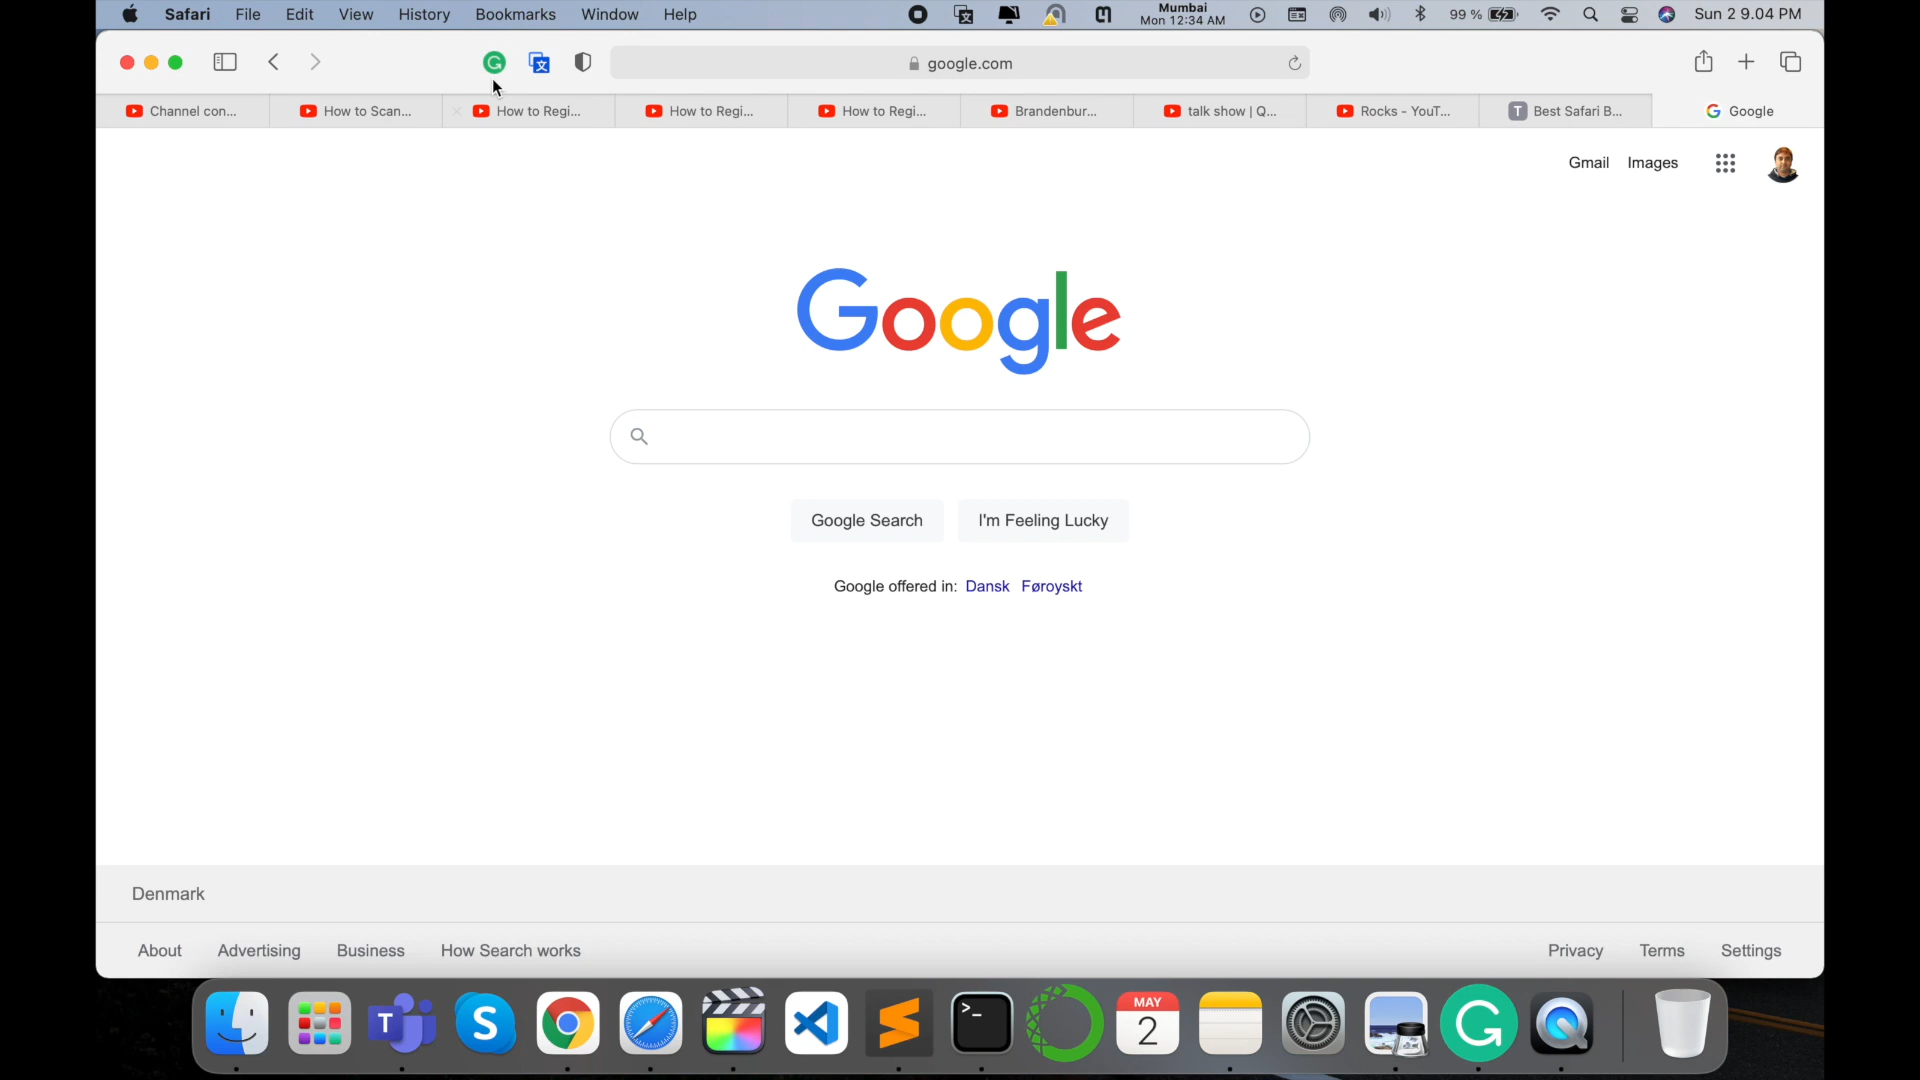 Safari File Edit View History Bookmarks Window Help
Mumbai
Mon 12:34 AM
99 %
Sun 2 9.04 PM
google.com
Channel con... How to Scan... How to Regi... How to Regi... How to Regi... Brandenbur... talk show | Q... Rocks - YouT... T Best Safari B... G Google
Gmail Images
Google
Google Search I'm Feeling Lucky
Google offered in: Dansk Føroyskt
Denmark
About Advertising Business How Search works Privacy Terms Settings
MAY
T S >_ 2 G